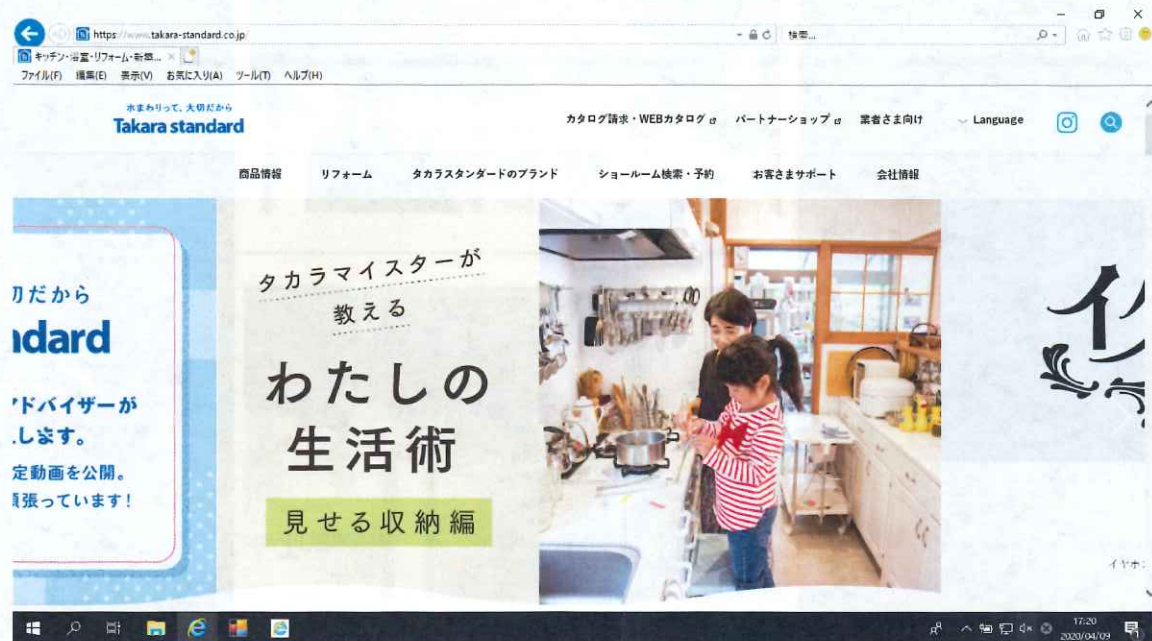 https://www.takara-standard.co.jp
検索...
キッチン・浴室・リフォーム・新築...
ファイル(F) 編集(E) 表示(V) お気に入り(A) ツール(T) ヘルプ(H)
水まわりって、大切だから
Takara standard
カタログ請求・WEBカタログ パートナーショップ 業者さま向け Language
商品情報 リフォーム タカラスタンダードのブランド ショールーム検索・予約 お客さまサポート 会社情報
切だから
ndard
アドバイザーが
します。
定動画を公開。
頑張っています!
タカラマイスターが
教える
わたしの
生活術
見せる収納編
イヤホ
17:20
2020/04/09